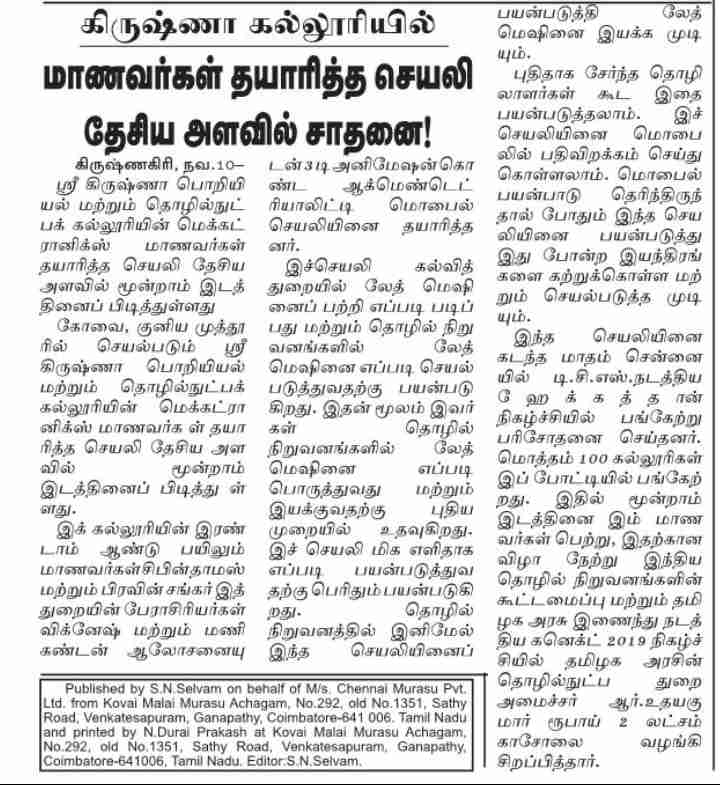 கிருஷ்ணா கல்லூரியில்
மாணவர்கள் தயாரித்த செயலி
தேசிய அளவில் சாதனை!
கிருஷ்ணகிரி, நவ.10–
ஸ்ரீ கிருஷ்ணா பொறியி
யல் மற்றும் தொழில்நுட்
பக் கல்லூரியின் மெக்கட்
ரானிக்ஸ் மாணவர்கள்
தயாரித்த செயலி தேசிய
அளவில் மூன்றாம் இடத்
தினைப் பிடித்துள்ளது
கோவை, குனிய முத்தூ
ரில் செயல்படும் ஸ்ரீ
கிருஷ்ணா பொறியியல்
மற்றும் தொழில்நுட்பக்
கல்லூரியின் மெக்கட்ரா
னிக்ஸ் மாணவர்க ள் தயா
ரித்த செயலி தேசிய அள
வில் மூன்றாம்
இடத்தினைப் பிடித்து ள்
ளது.
இக் கல்லூரியின் இரண்
டாம் ஆண்டு பயிலும்
மாணவர்கள்சிபின்தாமஸ்
மற்றும் பிரவின்சங்கர் இத்
துறையின் பேராசிரியர்கள்
விக்னேஷ் மற்றும் மணி
கண்டன் ஆலோசனையு
டன்3டி அனிமேஷன்கொ
ண்ட ஆக்மெண்டெட்
ரியாலிட்டி மொபைல்
செயலியினை தயாரித்த
னர்.
இச்செயலி கல்வித்
துறையில் லேத் மெஷி
னைப் பற்றி எப்படி படிப்
பது மற்றும் தொழில் நிறு
வனங்களில் லேத்
மெஷினை எப்படி செயல்
படுத்துவதற்கு பயன்படு
கிறது. இதன் மூலம் இவர்
கள் தொழில்
நிறுவனங்களில் லேத்
மெஷினை எப்படி
பொருத்துவது மற்றும்
இயக்குவதற்கு புதிய
முறையில் உதவுகிறது.
இச் செயலி மிக எளிதாக
எப்படி பயன்படுத்துவ
தற்கு பெரிதும் பயன்படுகி
றது. தொழில்
நிறுவனத்தில் இனிமேல்
இந்த செயலியினைப்
பயன்படுத்தி லேத்
மெஷினை இயக்க முடி
யும்.
புதிதாக சேர்ந்த தொழி
லாளர்கள் கூட இதை
பயன்படுத்தலாம். இச்
செயலியினை மொபை
லில் பதிவிறக்கம் செய்து
கொள்ளலாம். மொபைல்
பயன்பாடு தெரிந்திருந்
தால் போதும் இந்த செய
லியினை பயன்படுத்து
இது போன்ற இயந்திரங்
களை கற்றுக்கொள்ள மற்
றும் செயல்படுத்த முடி
யும்.
இந்த செயலியினை
கடந்த மாதம் சென்னை
யில் டி.சி.எஸ்.நடத்திய
ஹேக்கத்தான்
நிகழ்ச்சியில் பங்கேற்று
பரிசோதனை செய்தனர்.
மொத்தம் 100 கல்லூரிகள்
இப் போட்டியில் பங்கேற்
றது. இதில் மூன்றாம்
இடத்தினை இம் மாண
வர்கள் பெற்று, இதற்கான
விழா நேற்று இந்திய
தொழில் நிறுவனங்களின்
கூட்டமைப்பு மற்றும் தமி
ழக அரசு இணைந்து நடத்
திய கனெக்ட் 2019 நிகழ்ச்
சியில் தமிழக அரசின்
தொழில்நுட்ப துறை
அமைச்சர் ஆர்.உதயகு
மார் ரூபாய் 2 லட்சம்
காசோலை வழங்கி
சிறப்பித்தார்.
Published by S.N.Selvam on behalf of M/s. Chennai Murasu Pvt.
Ltd. from Kovai Malai Murasu Achagam, No.292, old No.1351, Sathy
Road, Venkatesapuram, Ganapathy, Coimbatore-641 006. Tamil Nadu
and printed by N.Durai Prakash at Kovai Malai Murasu Achagam,
No.292, old No.1351, Sathy Road, Venkatesapuram, Ganapathy,
Coimbatore-641006, Tamil Nadu. Editor:S.N.Selvam.